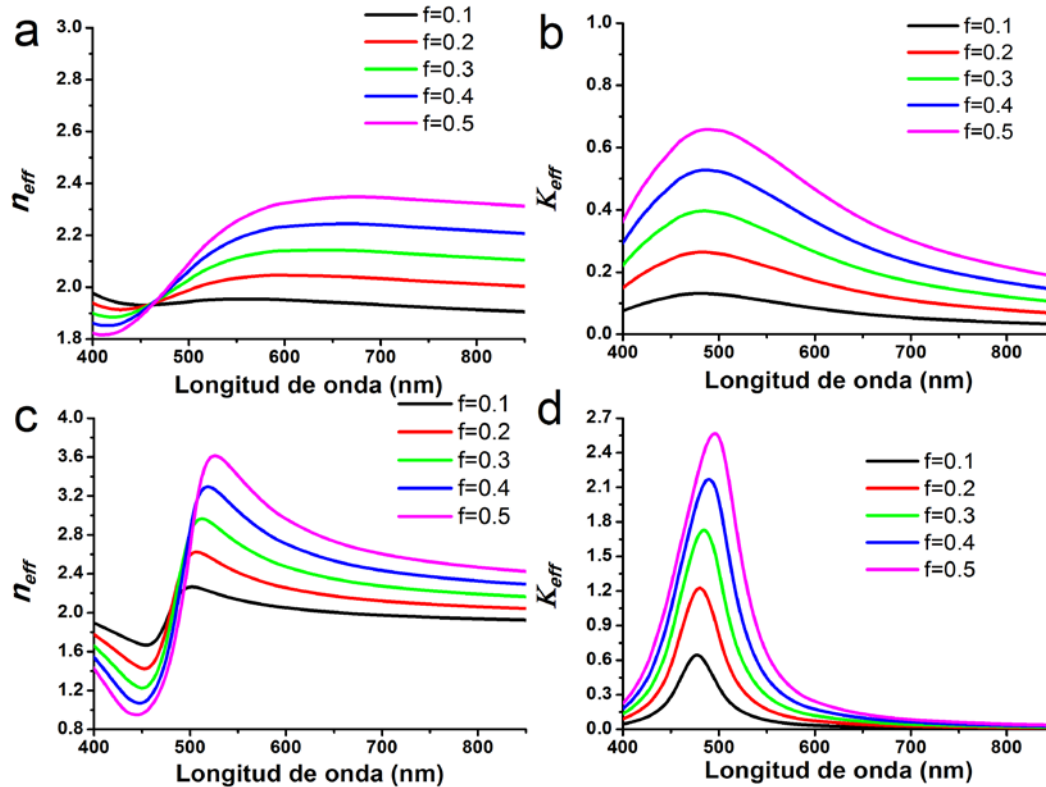 a
f=0.1
f=0.2
f=0.3
f=0.4
f=0.5
3.0
2.8
2.6
2.4
2.2
2.0
1.8
n eff
400 500 600 700 800
Longitud de onda (nm)
b
f=0.1
f=0.2
f=0.3
f=0.4
f=0.5
1.0
0.8
0.6
0.4
0.2
0.0
K eff
400 500 600 700 800
Longitud de onda (nm)
c
f=0.1
f=0.2
f=0.3
f=0.4
f=0.5
4.0
3.6
3.2
2.8
2.4
2.0
1.6
1.2
0.8
n eff
400 500 600 700 800
Longitud de onda (nm)
d
f=0.1
f=0.2
f=0.3
f=0.4
f=0.5
2.7
2.4
2.1
1.8
1.5
1.2
0.9
0.6
0.3
0.0
K eff
400 500 600 700 800
Longitud de onda (nm)